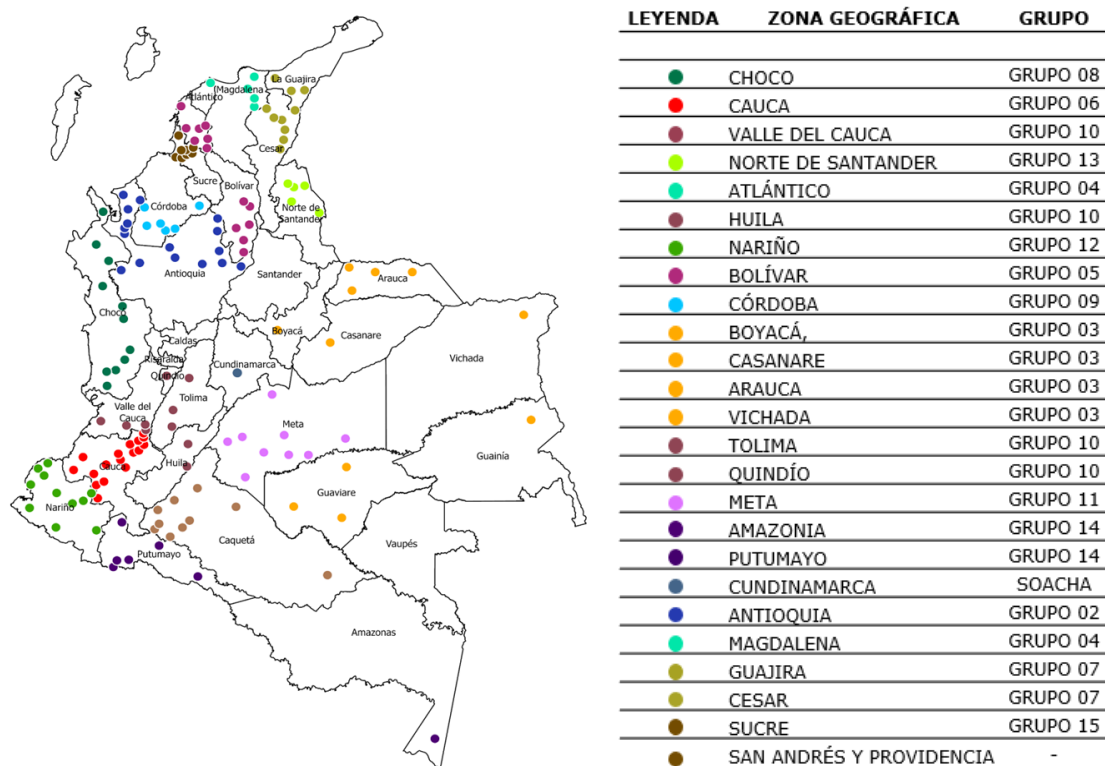 La Guajira
(Magdalena
Atlántico
Cesar
Sucre
Bolívar
Córdoba
Norte de
Santander
Antioquia
Santander
Arauca
Choco
Boyacá
Casanare
Caldas
Vichada
Risaralda
Cundinamarca
Quindío
Tolima
Valle del
Cauca
Meta
Guainía
Cauca
Huila
Guaviare
Nariño
Caquetá
Vaupés
Putumayo
Amazonas
LEYENDA ZONA GEOGRÁFICA GRUPO
CHOCO GRUPO 08
CAUCA GRUPO 06
VALLE DEL CAUCA GRUPO 10
NORTE DE SANTANDER GRUPO 13
ATLÁNTICO GRUPO 04
HUILA GRUPO 10
NARIÑO GRUPO 12
BOLÍVAR GRUPO 05
CÓRDOBA GRUPO 09
BOYACÁ, GRUPO 03
CASANARE GRUPO 03
ARAUCA GRUPO 03
VICHADA GRUPO 03
TOLIMA GRUPO 10
QUINDÍO GRUPO 10
META GRUPO 11
AMAZONIA GRUPO 14
PUTUMAYO GRUPO 14
CUNDINAMARCA SOACHA
ANTIOQUIA GRUPO 02
MAGDALENA GRUPO 04
GUAJIRA GRUPO 07
CESAR GRUPO 07
SUCRE GRUPO 15
SAN ANDRÉS Y PROVIDENCIA -